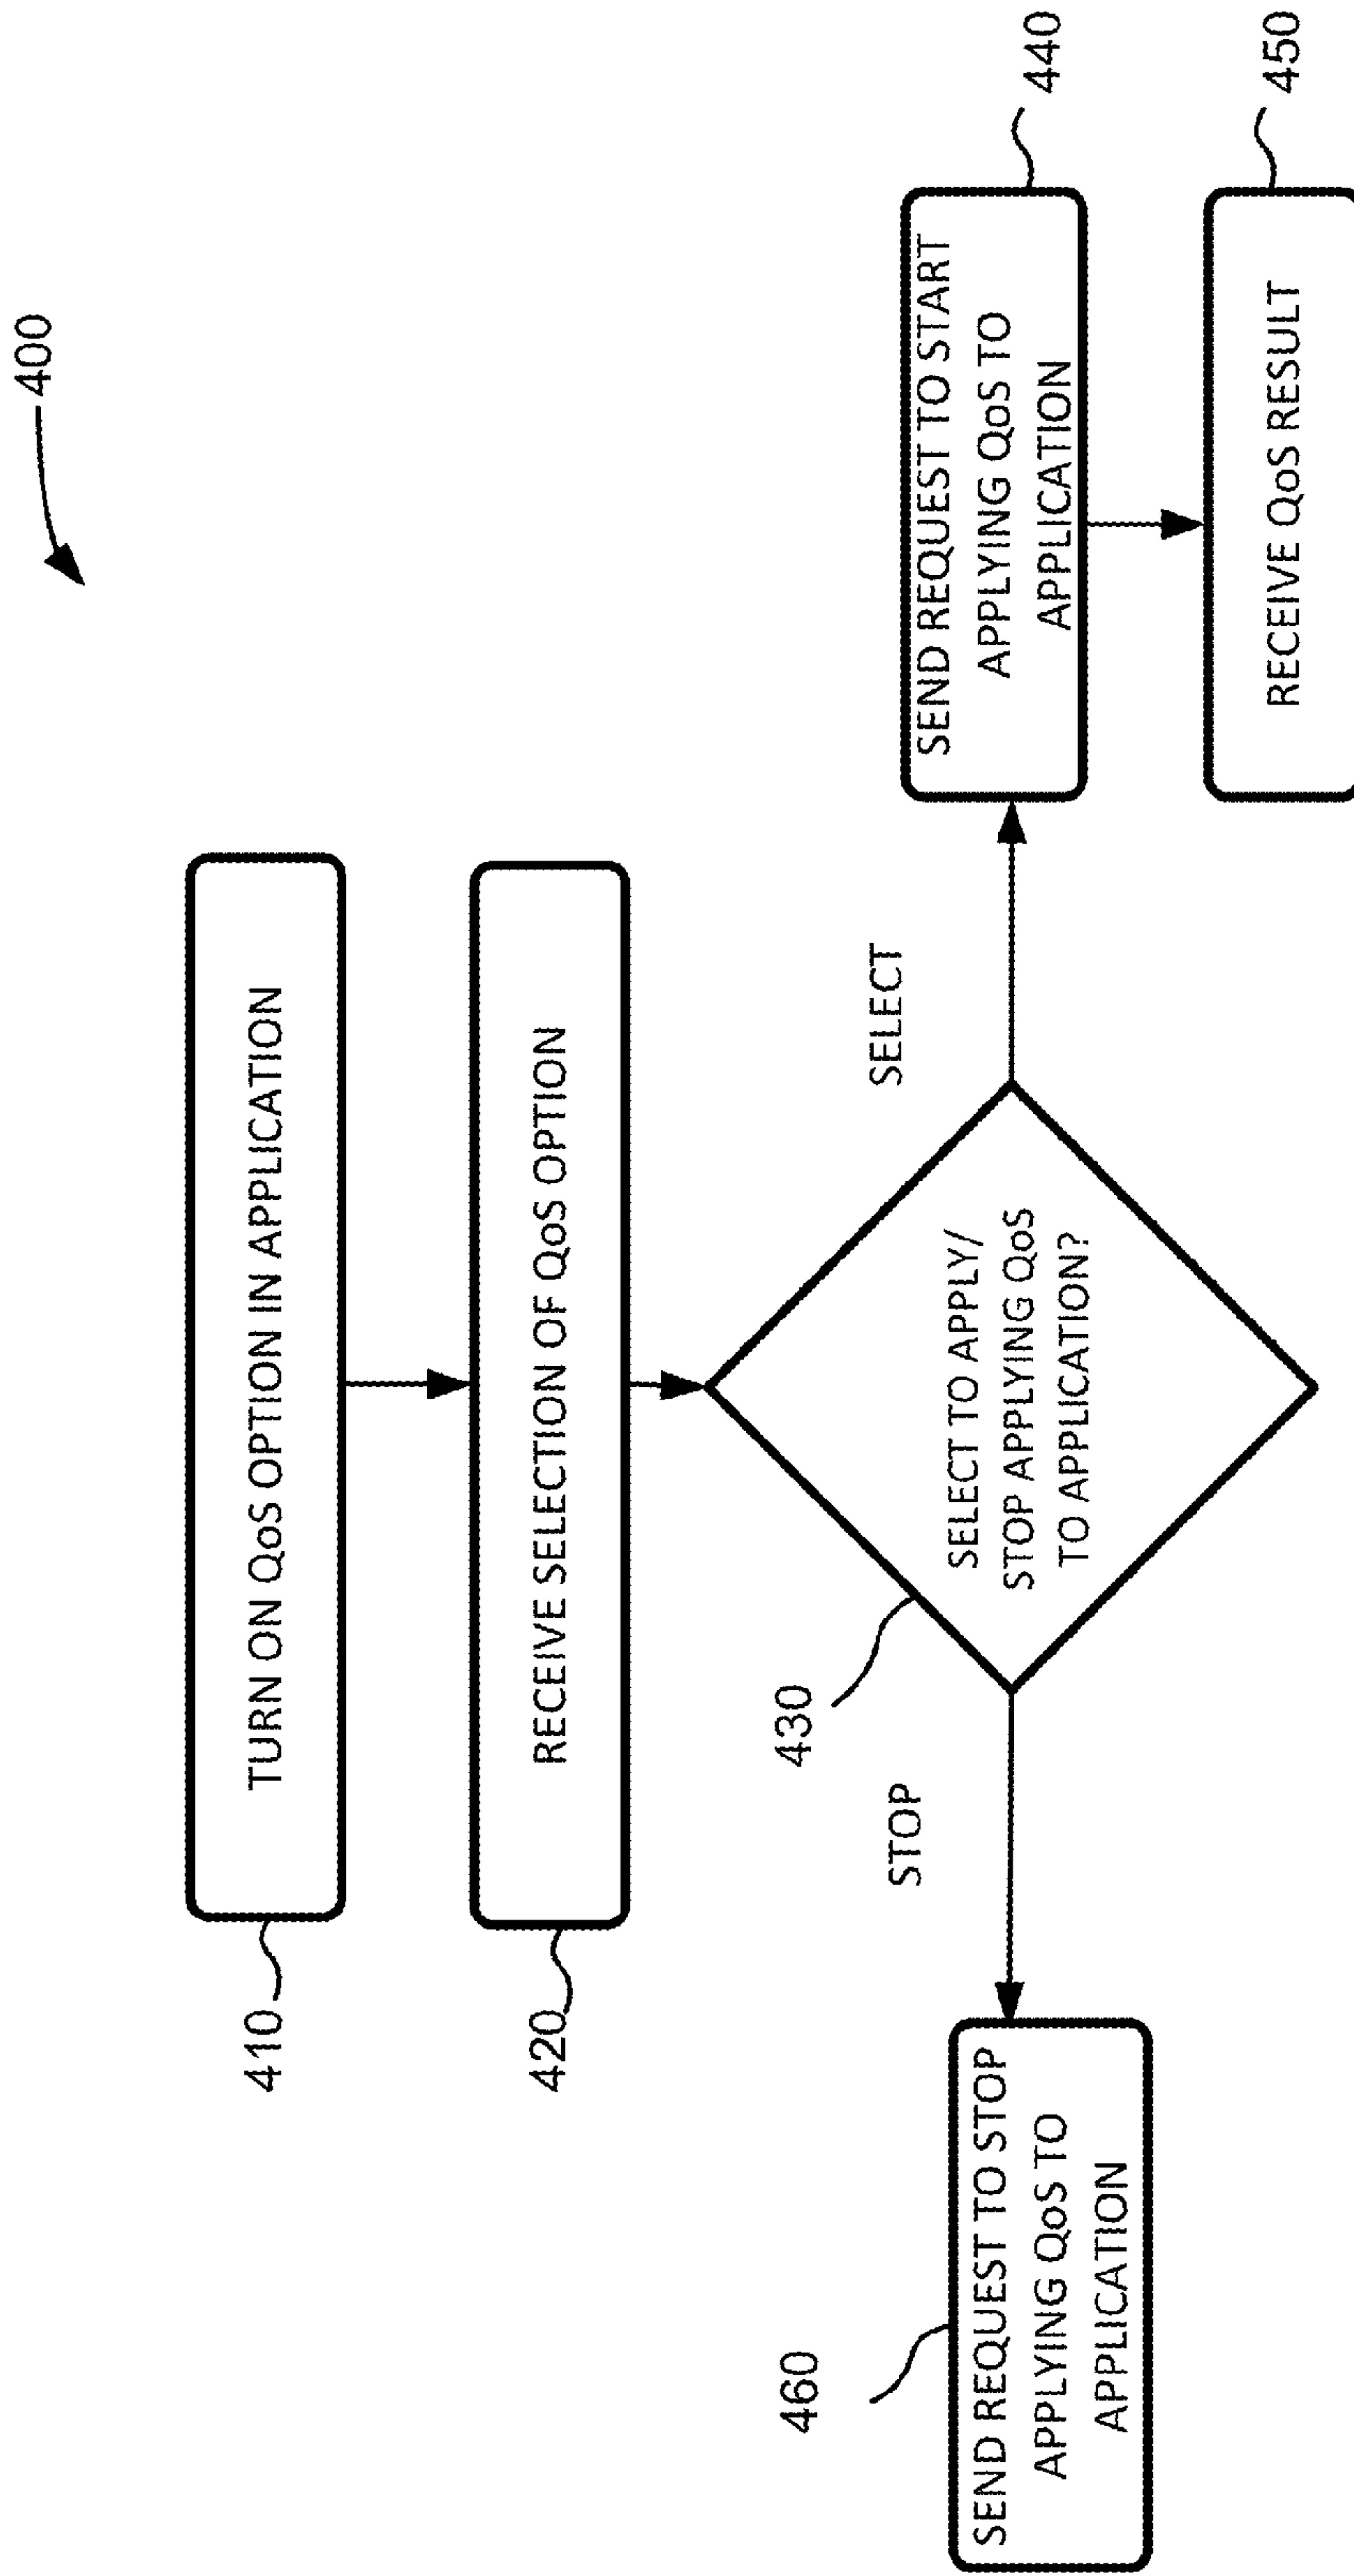 400
TURN ON QoS OPTION IN APPLICATION
410
RECEIVE SELECTION OF QoS OPTION
420
430
SELECT TO APPLY/
STOP APPLYING QoS
TO APPLICATION?
STOP
SELECT
460
SEND REQUEST TO STOP
APPLYING QoS TO
APPLICATION
SEND REQUEST TO START
APPLYING QoS TO
APPLICATION
440
RECEIVE QoS RESULT
450